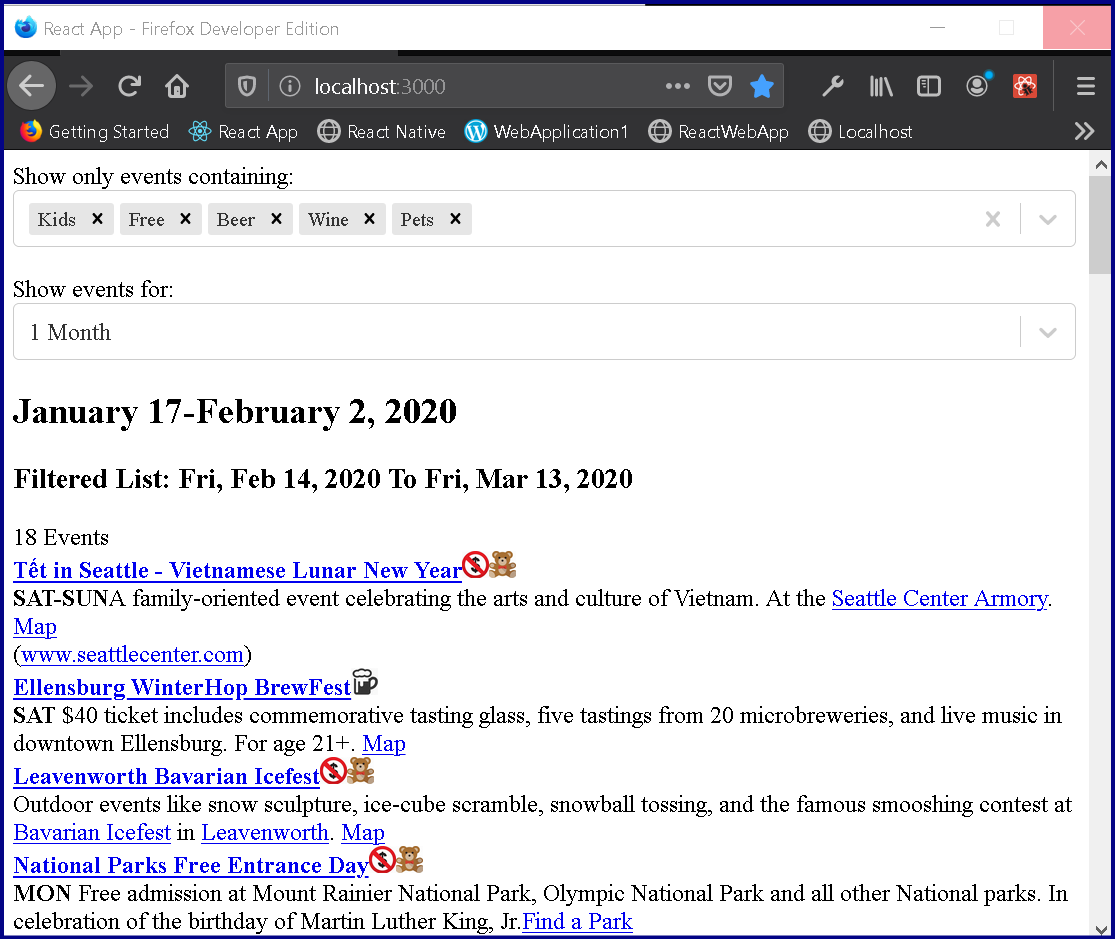 React App - Firefox Developer Edition
localhost:3000
Getting Started React App React Native WebApplication1 ReactWebApp Localhost
Show only events containing:
Kids Free Beer Wine Pets
Show events for:
1 Month
January 17-February 2, 2020
Filtered List: Fri, Feb 14, 2020 To Fri, Mar 13, 2020
18 Events
Tết in Seattle - Vietnamese Lunar New Year
SAT-SUNA family-oriented event celebrating the arts and culture of Vietnam. At the Seattle Center Armory.
Map
(www.seattlecenter.com)
Ellensburg WinterHop BrewFest
SAT $40 ticket includes commemorative tasting glass, five tastings from 20 microbreweries, and live music in
downtown Ellensburg. For age 21+. Map
Leavenworth Bavarian Icefest
Outdoor events like snow sculpture, ice-cube scramble, snowball tossing, and the famous smooshing contest at
Bavarian Icefest in Leavenworth. Map
National Parks Free Entrance Day
MON Free admission at Mount Rainier National Park, Olympic National Park and all other National parks. In
celebration of the birthday of Martin Luther King, Jr.Find a Park